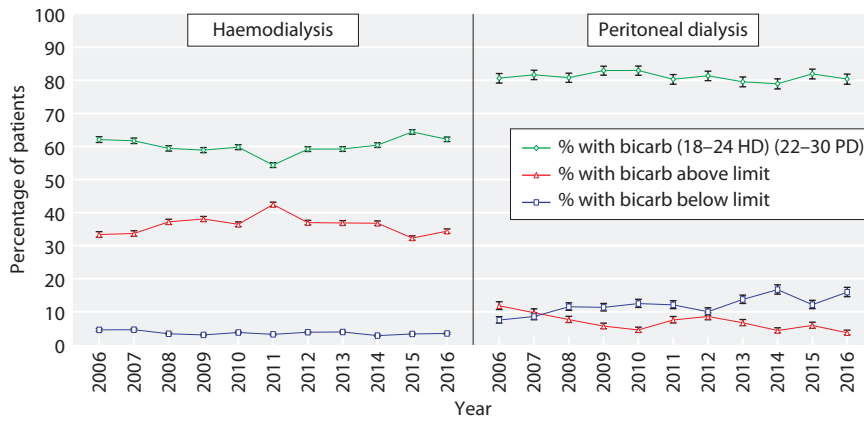 Haemodialysis
Peritoneal dialysis
100
90
80
70
60
50
40
30
20
10
0
Percentage of patients
% with bicarb (18–24 HD) (22–30 PD)
% with bicarb above limit
% with bicarb below limit
2006 2007 2008 2009 2010 2011 2012 2013 2014 2015 2016
2006 2007 2008 2009 2010 2011 2012 2013 2014 2015 2016
Year